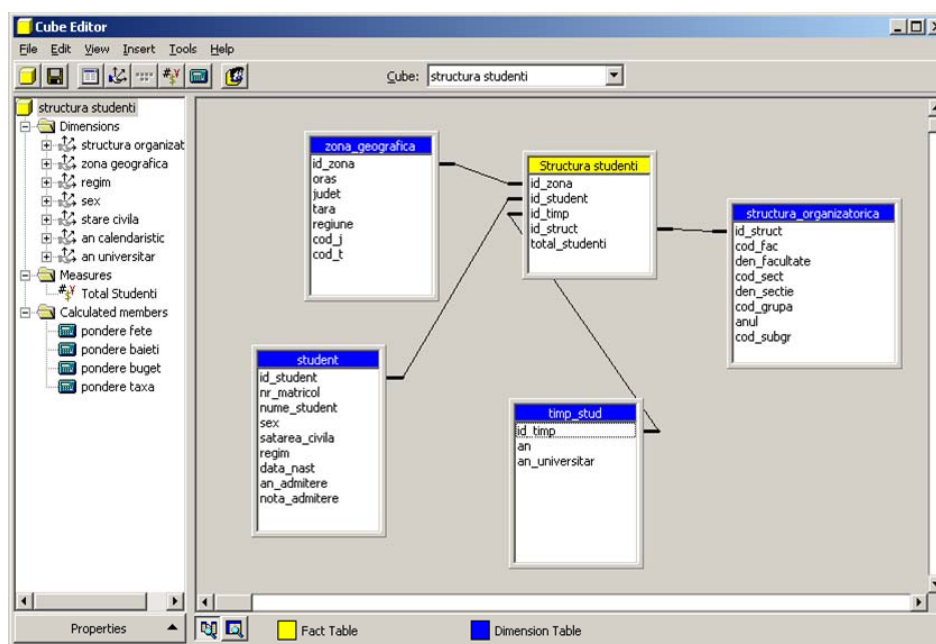 Cube Editor
File Edit View Insert Tools Help
Cube: structura studenti
structura studenti
Dimensions
structura organizat
zona geografica
regim
sex
stare civila
an calendaristic
an universitar
Measures
Total Studenti
Calculated members
pondere fete
pondere baieti
pondere buget
pondere taxa
Properties
zona_geografica
id_zona
oras
judet
tara
regiune
cod_j
cod_t
Structura studenti
id_zona
id_student
id_timp
id_struct
total_studenti
structura_organizatorica
id_struct
cod_fac
den_facultate
cod_sect
den_sectie
cod_grupa
anul
cod_subgr
student
id_student
nr_matricol
nume_student
sex
satarea_civila
regim
data_nast
an_admitere
nota_admitere
timp_stud
id_timp
an
an_universitar
Fact Table
Dimension Table